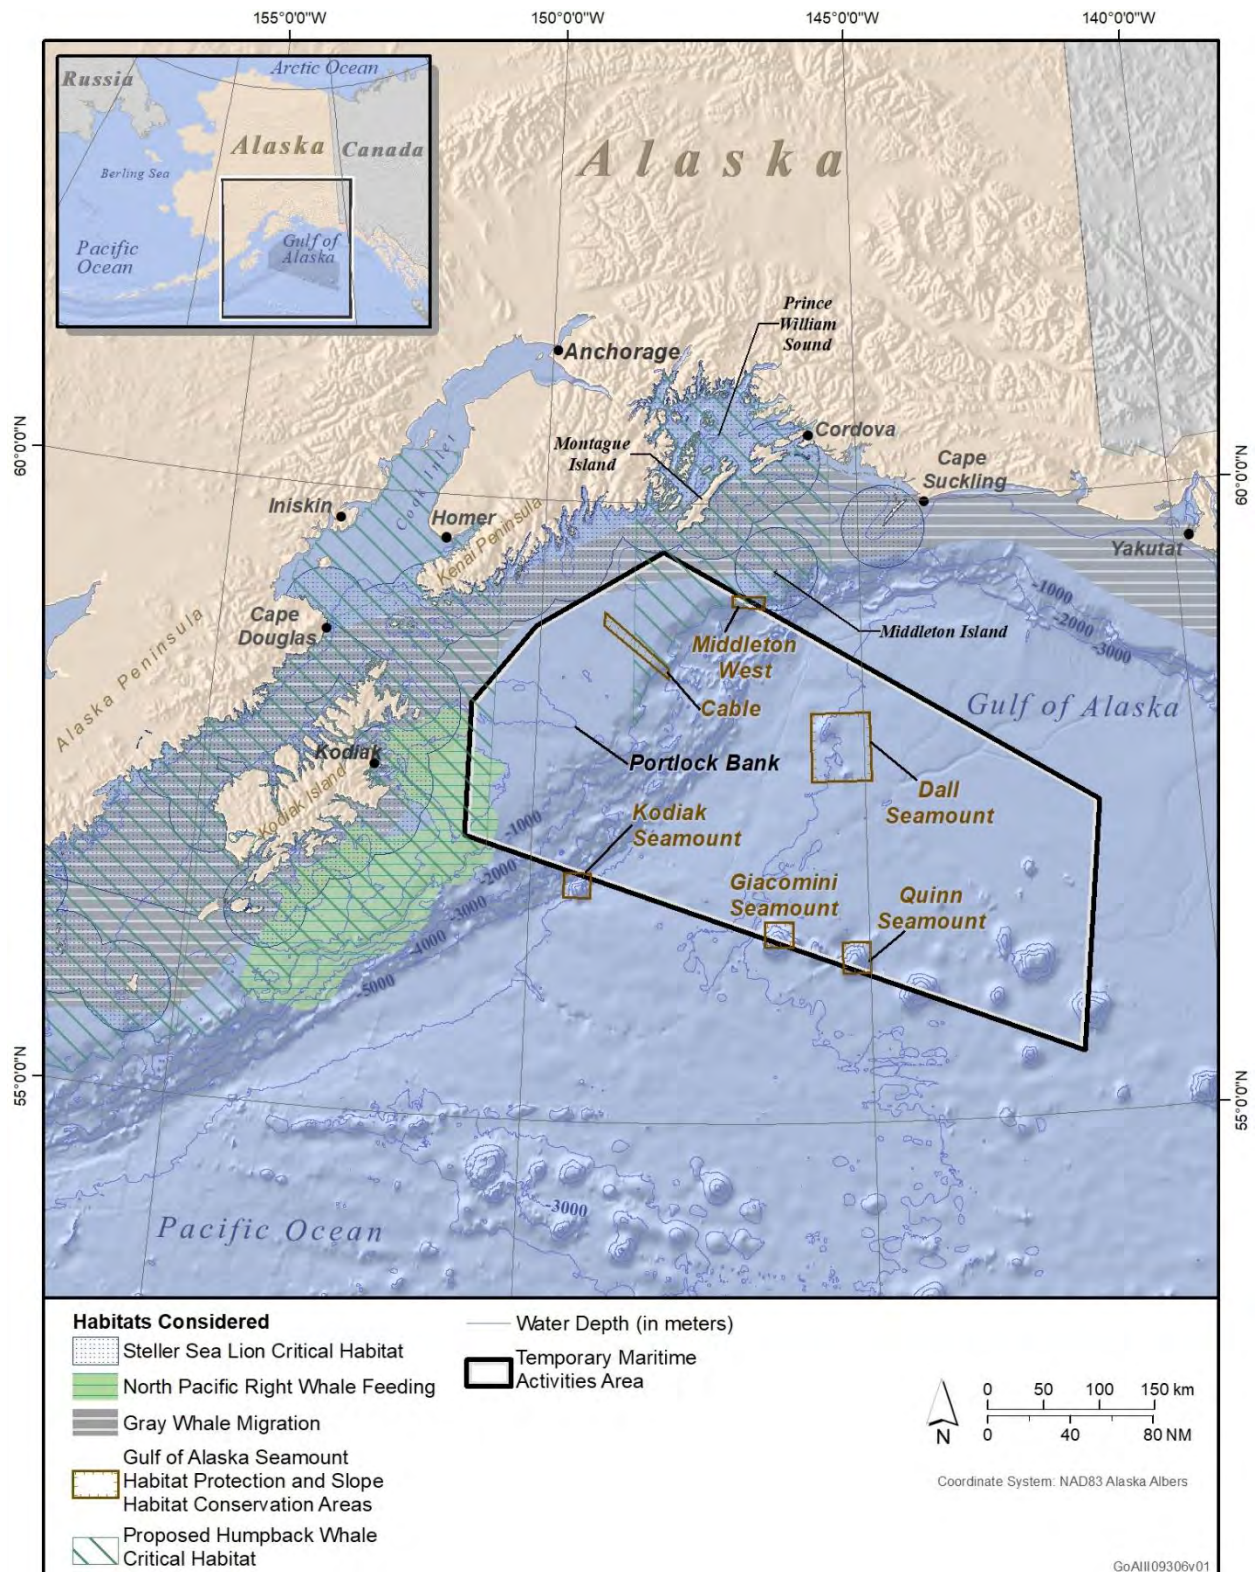 155°0'0"W
150°0'0"W
145°0'0"W
140°0'0"W
Russia
Arctic Ocean
Alaska
Canada
Berling Sea
Pacific
Ocean
Gulf of
Alaska
Alaska
Prince
William
Sound
Anchorage
60°0'0"N
60°0'0"N
Montague
Island
Cordova
Cape
Suckling
Cook Inlet
Iniskin
Homer
Kenai Peninsula
Yakutat
Cape
Douglas
Alaska Peninsula
-1000
-2000
-3000
Middleton Island
Middleton
West
Cable
Gulf of Alaska
Kodiak
Kodiak Island
Portlock Bank
Dall
Seamount
Kodiak
Seamount
-1000
-2000
-3000
-4000
-5000
Giacomini
Seamount
Quinn
Seamount
55°0'0"N
55°0'0"N
-3000
Pacific Ocean
Habitats Considered
Steller Sea Lion Critical Habitat
North Pacific Right Whale Feeding
Gray Whale Migration
Gulf of Alaska Seamount
Habitat Protection and Slope
Habitat Conservation Areas
Proposed Humpback Whale
Critical Habitat
Water Depth (in meters)
Temporary Maritime
Activities Area
N
0 50 100 150 km
0 40 80 NM
Coordinate System: NAD83 Alaska Albers
GoAIII09306v01